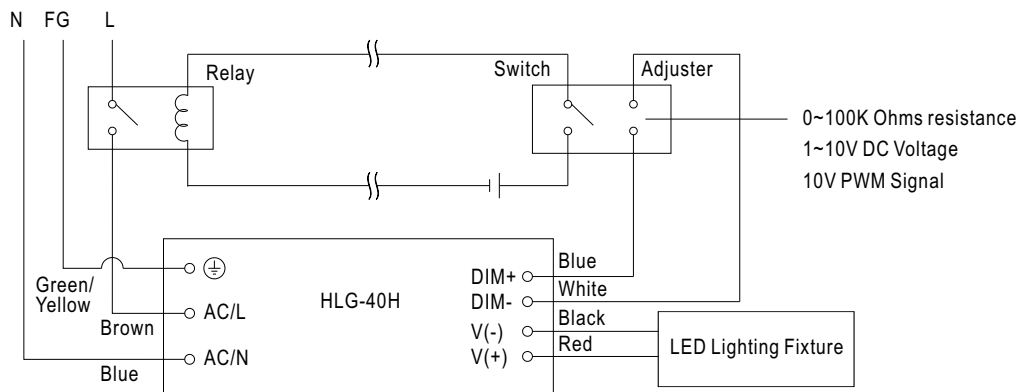 N FG L
Relay
Switch
Adjuster
0~100K Ohms resistance
1~10V DC Voltage
10V PWM Signal
Green/
Yellow
Brown
Blue
AC/L
AC/N
HLG-40H
DIM+
DIM-
V(-)
V(+)
Blue
White
Black
Red
LED Lighting Fixture